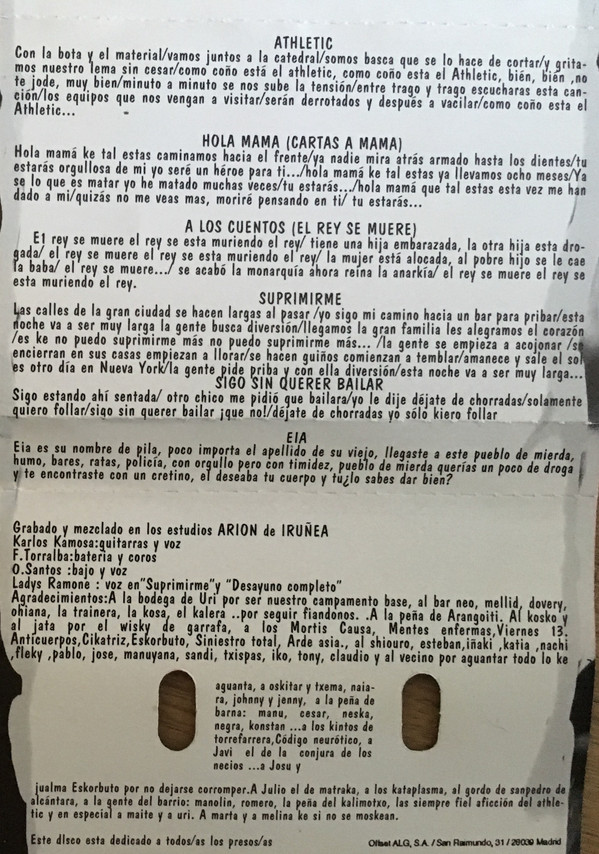 ATHLETIC
Con la bota y el material/vamos juntos a la catedral/somos basca que se lo hace de cortar/y grita-
mos nuestro lema sin cesar/como coño está el athletic, como coño esta el Athletic, bién, bién ,no
te jode, muy bien/minuto a minuto se nos sube la tensión/entre trago y trago escucharas esta can-
ción/los equipos que nos vengan a visitar/serán derrotados y después a vacilar/como coño esta el
Athletic...
HOLA MAMA (CARTAS A MAMA)
Hola mamá ke tal estas caminamos hacia el frente/ya nadie mira atrás armado hasta los dientes/tu
estarás orgullosa de mi yo seré un héroe para ti.../hola mamá ke tal estas ya llevamos ocho meses/Ya
se lo que es matar yo he matado muchas veces/tu estarás.../hola mamá que tal estas esta vez me han
dado a mi/quizás no me veas mas, moriré pensando en ti/ tu estarás...
A LOS CUENTOS (EL REY SE MUERE)
El rey se muere el rey se esta muriendo el rey/ tiene una hija embarazada, la otra hija esta dro-
gada/ el rey se muere el rey se esta muriendo el rey/ la mujer está alocada, al pobre hijo se le cae
la baba/ el rey se muere.../ se acabó la monarquía ahora reina la anarkía/ el rey se muere el rey se
esta muriendo el rey.
SUPRIMIRME
Las calles de la gran ciudad se hacen largas al pasar /yo sigo mi camino hacia un bar para pribar/esta
noche va a ser muy larga la gente busca diversión/llegamos la gran familia les alegramos el corazón
/es ke no puedo suprimirme más no puedo suprimirme más... /la gente se empieza a acojonar /se
encierran en sus casas empiezan a llorar/se hacen guiños comienzan a temblar/amanece y sale el sol
es otro día en Nueva York/la gente pide priba y con ella diversión/esta noche va a ser muy larga...
SIGO SIN QUERER BAILAR
Sigo estando ahí sentada/ otro chico me pidió que bailara/yo le dije déjate de chorradas/solamente
quiero follar/sigo sin querer bailar ¡que no!/déjate de chorradas yo sólo kiero follar
EIA
Eia es su nombre de pila, poco importa el apellido de su viejo, llegaste a este pueblo de mierda,
humo, bares, ratas, policía, con orgullo pero con timidez, pueblo de mierda querías un poco de droga
y te encontraste con un cretino, el deseaba tu cuerpo y tu¿lo sabes dar bien?
Grabado y mezclado en los estudios ARION de IRUÑEA
Karlos Kamosa:guitarras y voz
F.Torralba:bateria y coros
O.Santos :bajo y voz
Ladys Ramone : voz en"Suprimirme"y "Desayuno completo"
Agradecimientos:A la bodega de Uri por ser nuestro campamento base, al bar neo, mellid, dovery,
ohiana, la trainera, la kosa, el kalera ..por seguir fiandonos. .A la peña de Arangoiti. Al kosko y
al jata por el wisky de garrafa, a los Mortis Causa, Mentes enfermas,Viernes 13.
Anticuerpos,Cikatriz,Eskorbuto, Siniestro total, Arde asia., al shiouro, esteban,iñaki ,katia ,nachi
,fleky ,pablo, jose, manuyana, sandi, txispas, iko, tony, claudio y al vecino por aguantar todo lo ke
aguanta, a oskitar y txema, naia-
ra, johnny y jenny, a la peña de
barna: manu, cesar, neska,
negra, konstan ...a los kintos de
torrefarrera,Código neurótico, a
Javi el de la conjura de los
necios ...a Josu y
jualma Eskorbuto por no dejarse corromper.A Julio el de matraka, a los kataplasma, al gordo de sanpedro de
alcántara, a la gente del barrio: manolin, romero, la peña del kalimotxo, las siempre fiel afición del athle-
tic y en especial a maite y a uri. A marta y a melina ke si no se moskean.
Este disco esta dedicado a todos/as los presos/as
Offset ALG, S.A. / San Raimundo, 31 / 28039 Madrid